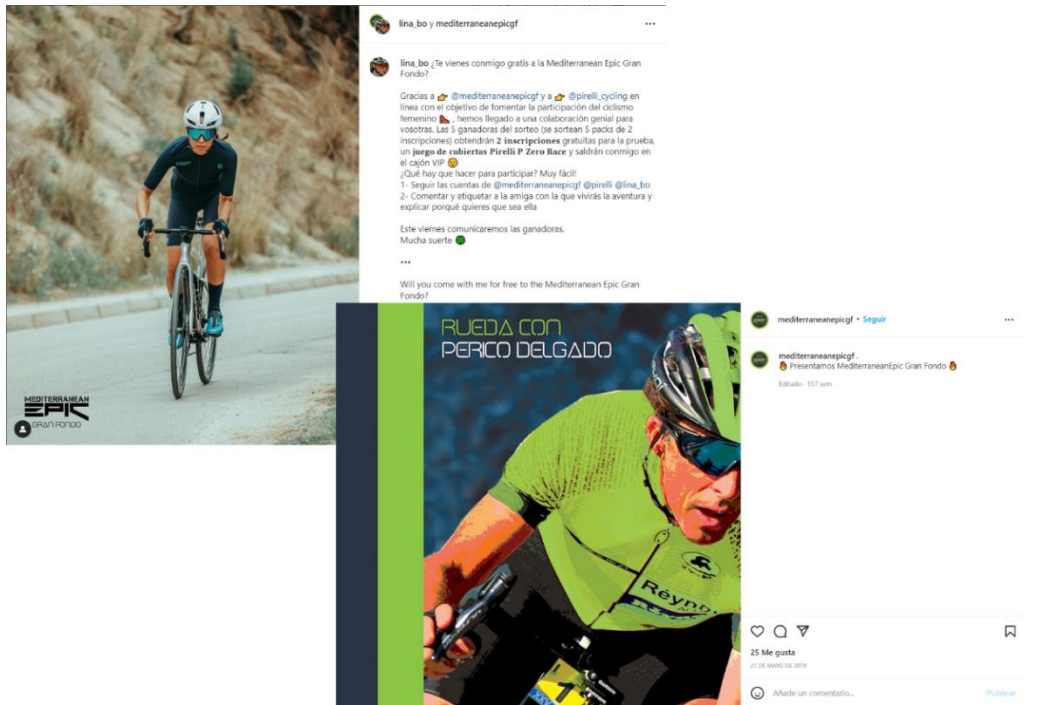 lina_bo y mediterraneanepicgf
lina_bo ¿Te vienes conmigo gratis a la Mediterranean Epic Gran
Fondo?
Gracias a 👉 @mediterraneanepicgf y a 👉 @pirelli_cycling en
línea con el objetivo de fomentar la participación del ciclismo
femenino 💃 , hemos llegado a una colaboración genial para
vosotras. Las 5 ganadoras del sorteo (se sortean 5 packs de 2
inscripciones) obtendrán 2 inscripciones gratuitas para la prueba,
un juego de cubiertas Pirelli P Zero Race y saldrán conmigo en
el cajón VIP 😉
¿Qué hay que hacer para participar? Muy fácil!
1- Seguir las cuentas de @mediterraneanepicgf @pirelli @lina_bo
2- Comentar y etiquetar a la amiga con la que vivirás la aventura y
explicar porqué quieres que sea ella
Este viernes comunicaremos las ganadoras.
Mucha suerte 🍀
...
Will you come with me for free to the Mediterranean Epic Gran
Fondo?
MEDITERRANEAN
EPIC
GRAN FONDO
RUEDA CON
PERICO DELGADO
Reynd
mediterraneanepicgf • Seguir
mediterraneanepicgf .
🔥 Presentamos MediterraneanEpic Gran Fondo 🔥
Editado · 157 sem
25 Me gusta
21 DE MAYO DE 2019
Añade un comentario...
Publicar